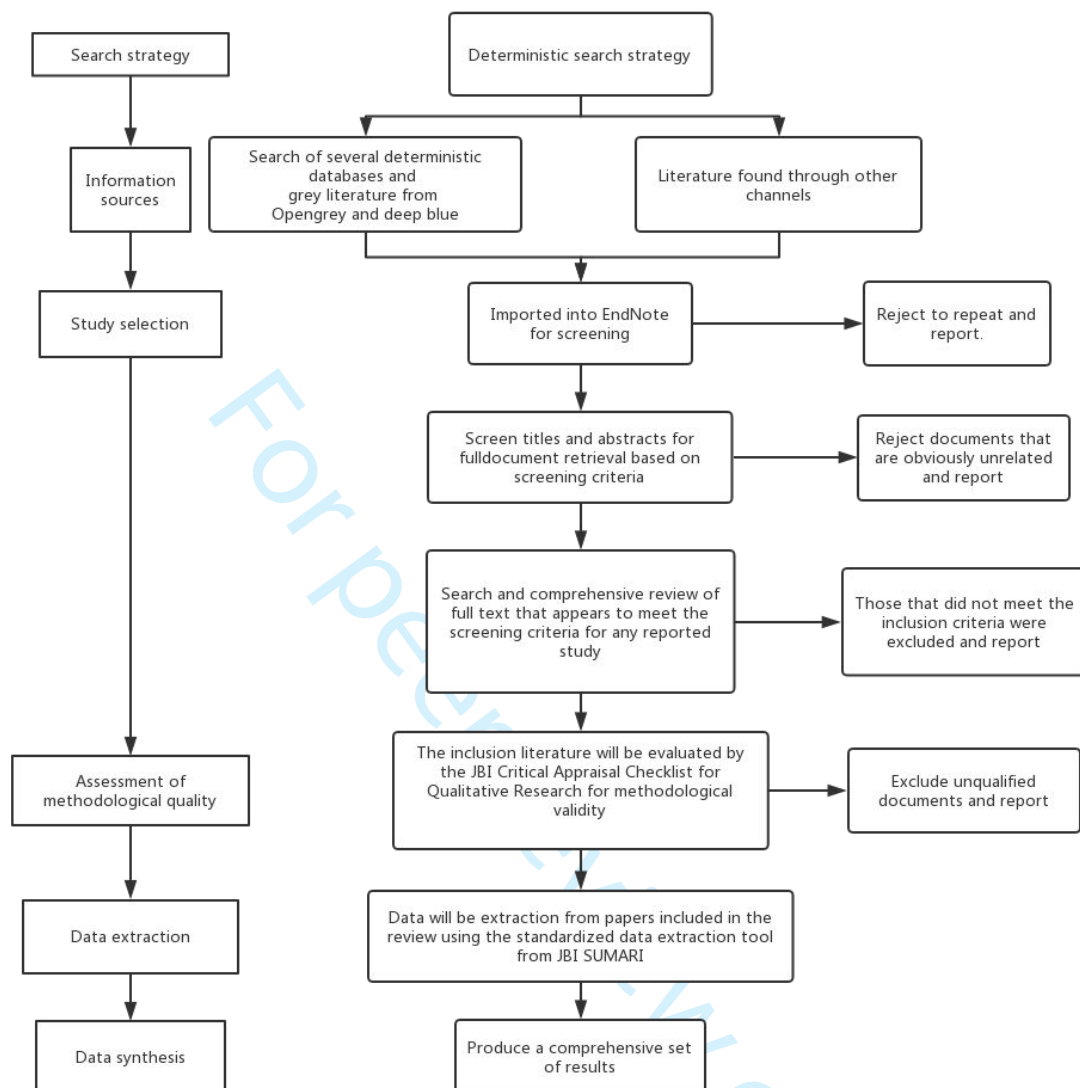 Search strategy
Deterministic search strategy
Information
sources
Search of several deterministic
databases and
grey literature from
Opengrey and deep blue
Literature found through other
channels
Study selection
Imported into EndNote
for screening
Reject to repeat and
report.
Screen titles and abstracts for
fulldocument retrieval based on
screening criteria
Reject documents that
are obviously unrelated
and report
Search and comprehensive review of
full text that appears to meet the
screening criteria for any reported
study
Those that did not meet the
inclusion criteria were
excluded and report
Assessment of
methodological quality
The inclusion literature will be evaluated by
the JBI Critical Appraisal Checklist for
Qualitative Research for methodological
validity
Exclude unqualified
documents and report
Data extraction
Data will be extraction from papers included in the
review using the standardized data extraction tool
from JBI SUMARI
Data synthesis
Produce a comprehensive set
of results
For peer review